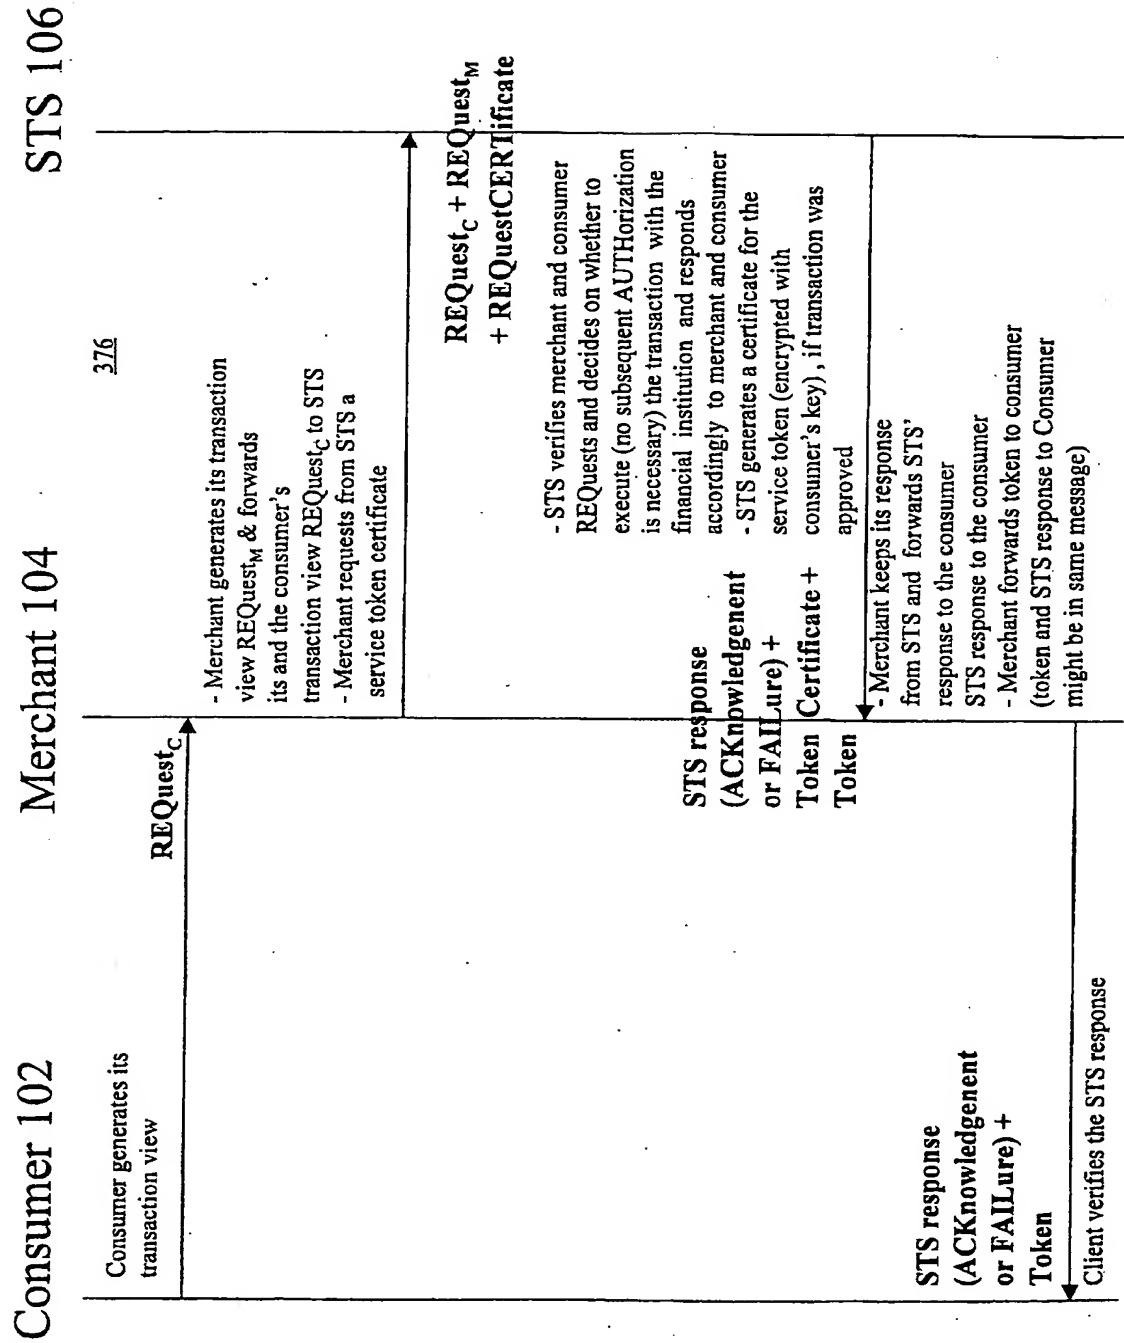 Consumer 102
Merchant 104
STS 106
376
Consumer generates its
transaction view
REQuest_C
- Merchant generates its transaction
view REQuest_M & forwards
its and the consumer's
transaction view REQuest_C to STS
- Merchant requests from STS a
service token certificate
REQuest_C + REQuest_M
+ REQuestCERTificate
- STS verifies merchant and consumer
REQuests and decides on whether to
execute (no subsequent AUTHorization
is necessary) the transaction with the
financial institution and responds
accordingly to merchant and consumer
- STS generates a certificate for the
service token (encrypted with
consumer's key), if transaction was
approved
STS response
(ACKnowledgenent
or FAILure) +
Token Certificate +
Token
- Merchant keeps its response
from STS and forwards STS'
response to the consumer
STS response to the consumer
- Merchant forwards token to consumer
(token and STS response to Consumer
might be in same message)
STS response
(ACKnowledgenent
or FAILure) +
Token
Client verifies the STS response